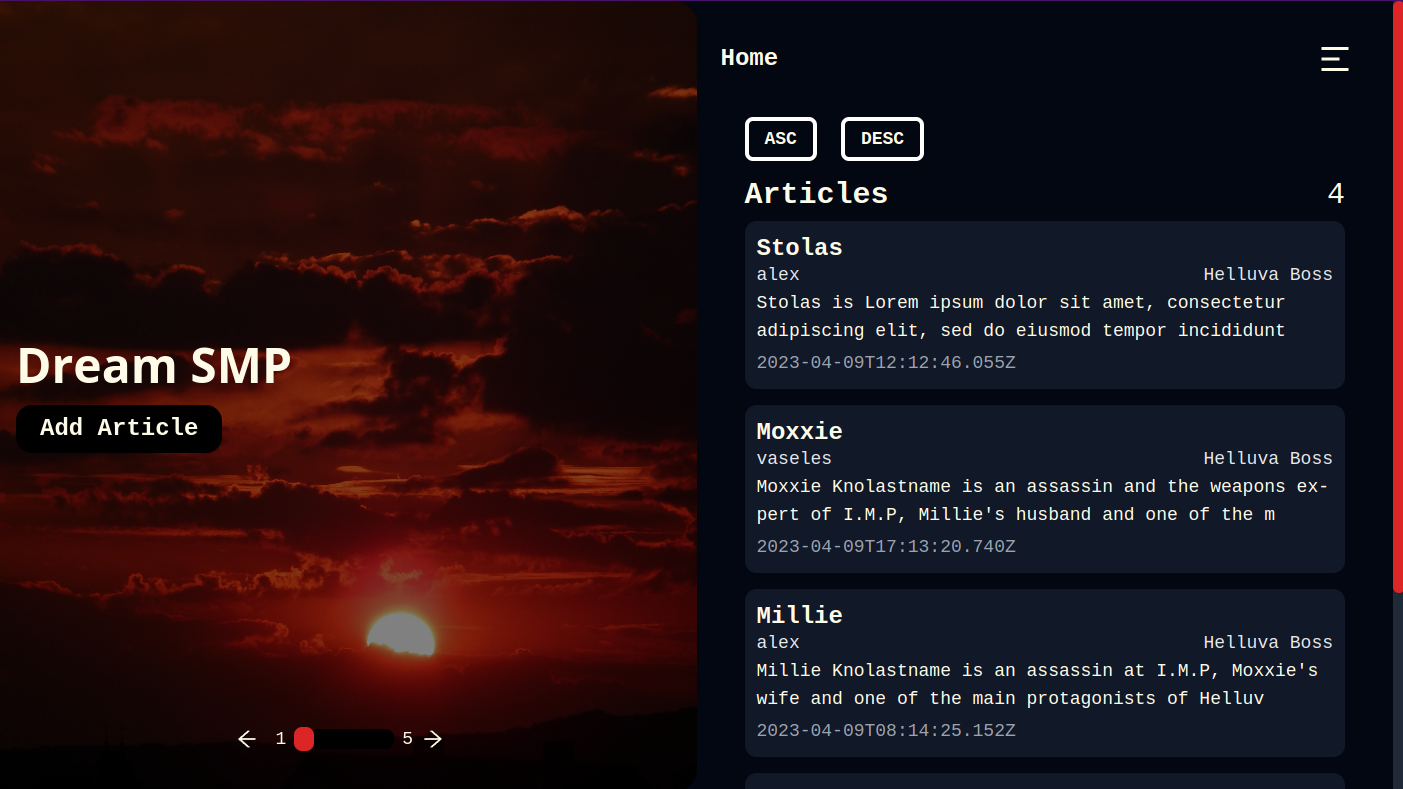 Dream SMP
Add Article
1 5
Home
ASC DESC
Articles 4
Stolas
alex Helluva Boss
Stolas is Lorem ipsum dolor sit amet, consectetur
adipiscing elit, sed do eiusmod tempor incididunt
2023-04-09T12:12:46.055Z
Moxxie
vaseles Helluva Boss
Moxxie Knolastname is an assassin and the weapons ex-
pert of I.M.P, Millie's husband and one of the m
2023-04-09T17:13:20.740Z
Millie
alex Helluva Boss
Millie Knolastname is an assassin at I.M.P, Moxxie's
wife and one of the main protagonists of Helluv
2023-04-09T08:14:25.152Z